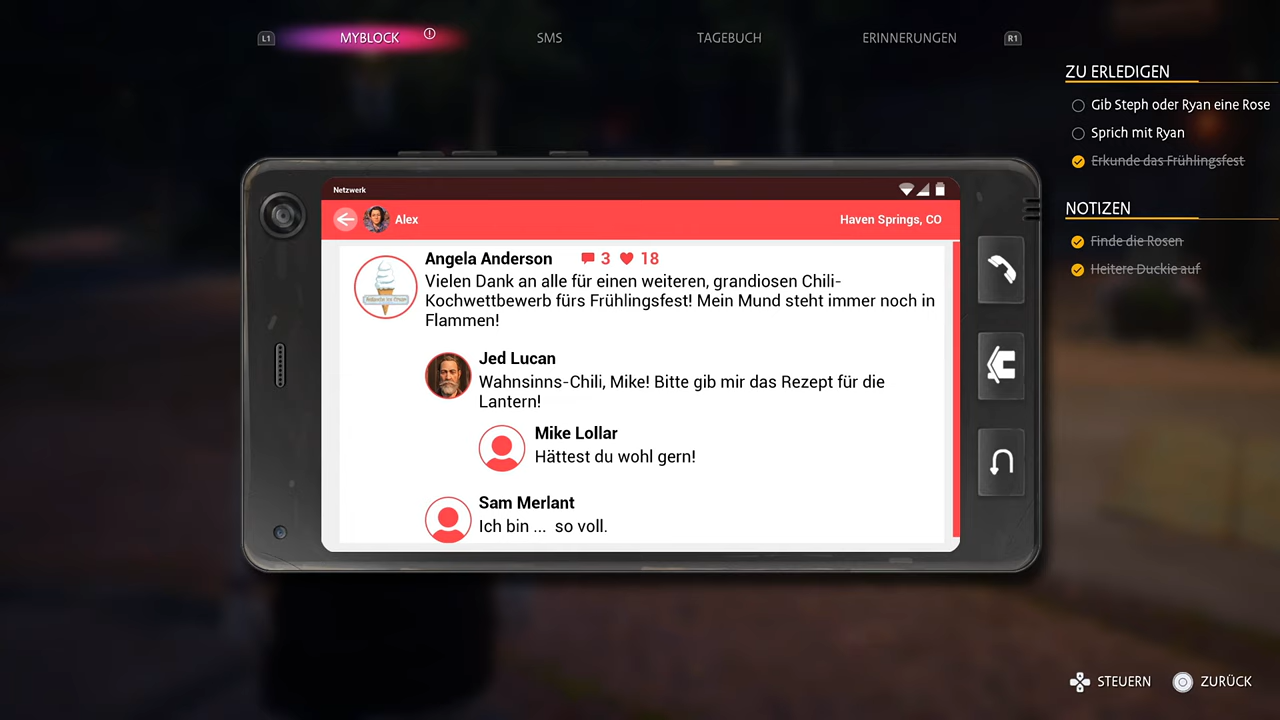 L1
MYBLOCK
SMS
TAGEBUCH
ERINNERUNGEN
R1
ZU ERLEDIGEN
Gib Steph oder Ryan eine Rose
Sprich mit Ryan
Erkunde das Frühlingsfest
NOTIZEN
Finde die Rosen
Heitere Duckie auf
Netzwerk
Alex
Haven Springs, CO
Angela Anderson 3 18
Vielen Dank an alle für einen weiteren, grandiosen Chili-
Kochwettbewerb fürs Frühlingsfest! Mein Mund steht immer noch in
Flammen!
Jed Lucan
Wahnsinns-Chili, Mike! Bitte gib mir das Rezept für die
Lantern!
Mike Lollar
Hättest du wohl gern!
Sam Merlant
Ich bin ... so voll.
STEUERN
ZURÜCK